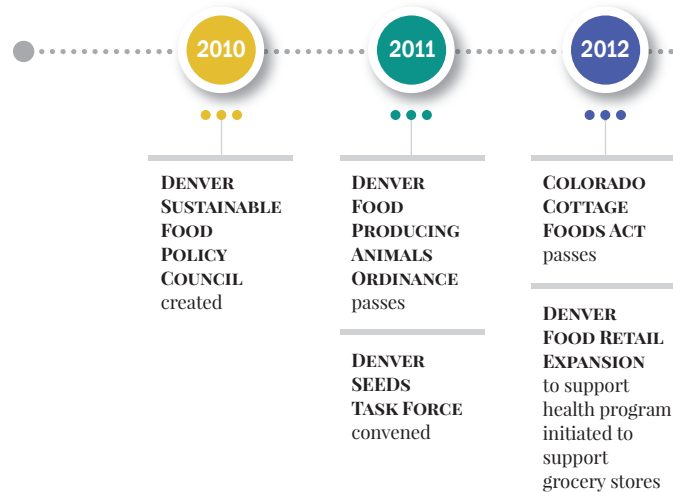 2010
2011
2012
DENVER
SUSTAINABLE
FOOD
POLICY
COUNCIL
created
DENVER
FOOD
PRODUCING
ANIMALS
ORDINANCE
passes
DENVER
SEEDS
TASK FORCE
convened
COLORADO
COTTAGE
FOODS ACT
passes
DENVER
FOOD RETAIL
EXPANSION
to support
health program
initiated to
support
grocery stores